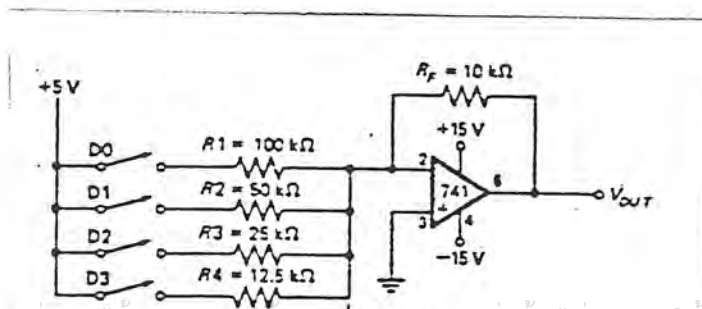 R_F = 10 kΩ
+5 V
+15 V
D0
R1 = 100 kΩ
2
6
741
V_OUT
D1
R2 = 50 kΩ
+
3
4
D2
R3 = 25 kΩ
−15 V
D3
R4 = 12.5 kΩ